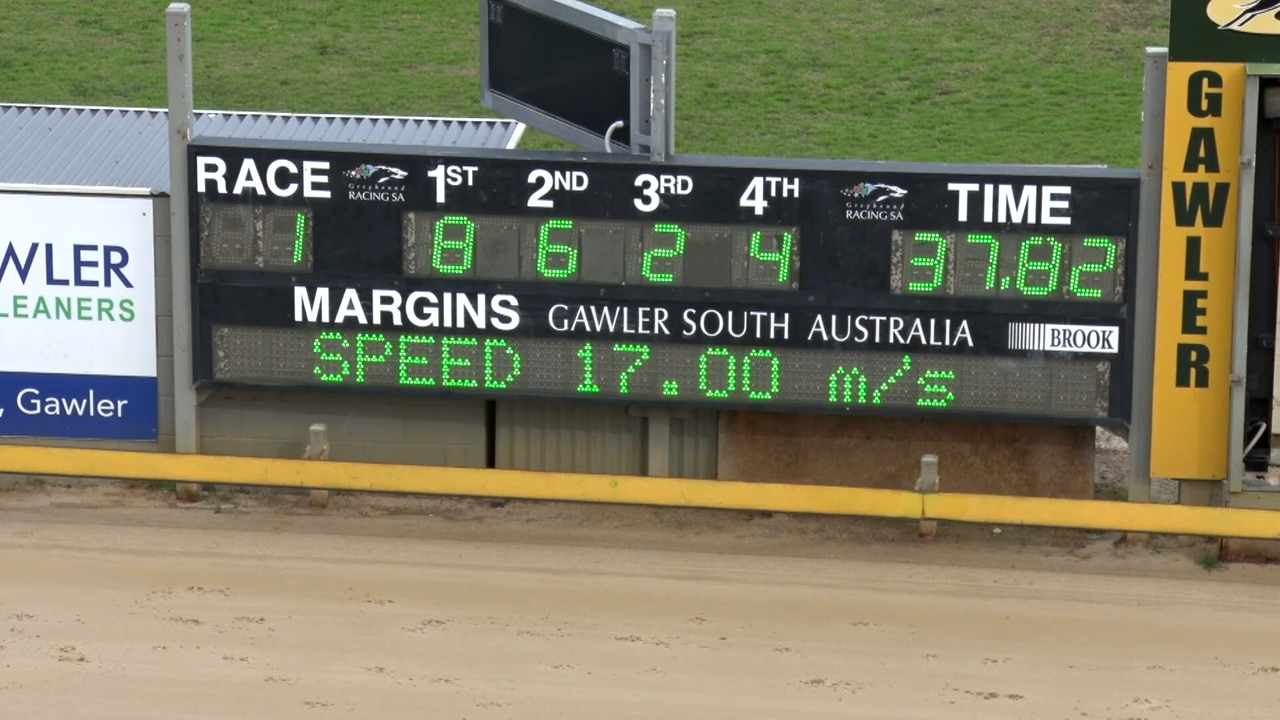 RACE 1ST 2ND 3RD 4TH TIME
Greyhound RACING SA
Greyhound RACING SA
1 8 6 2 4 37.82
MARGINS GAWLER SOUTH AUSTRALIA BROOK
SPEED 17.00 m/s
WLER
LEANERS
, Gawler
GAWLER